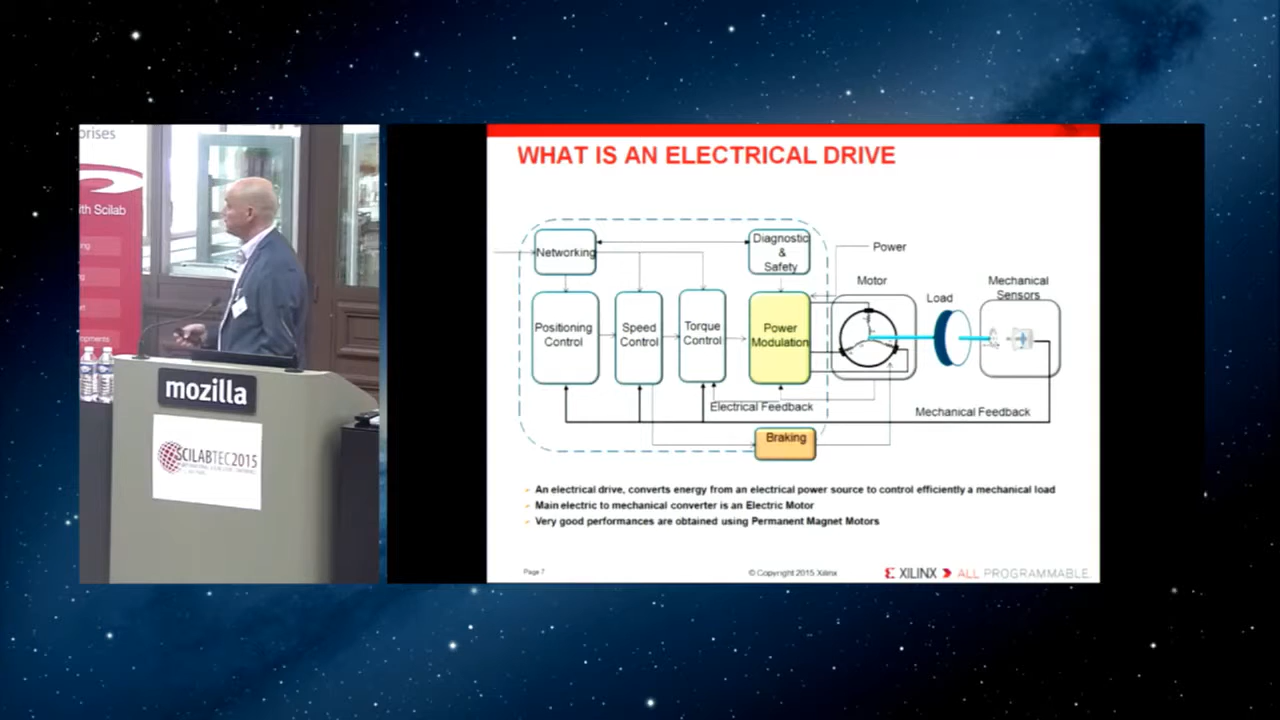 prises
ith Scilab
ng
opments
mozilla
SCILABTEC2015
WHAT IS AN ELECTRICAL DRIVE
Networking
Diagnostic
&
Safety
Power
Motor
Load
Mechanical
Sensors
Positioning
Control
Speed
Control
Torque
Control
Power
Modulation
Electrical Feedback
Mechanical Feedback
Braking
An electrical drive, converts energy from an electrical power source to control efficiently a mechanical load
Main electric to mechanical converter is an Electric Motor
Very good performances are obtained using Permanent Magnet Motors
Page 7
© Copyright 2015 Xilinx
XILINX ALL PROGRAMMABLE.